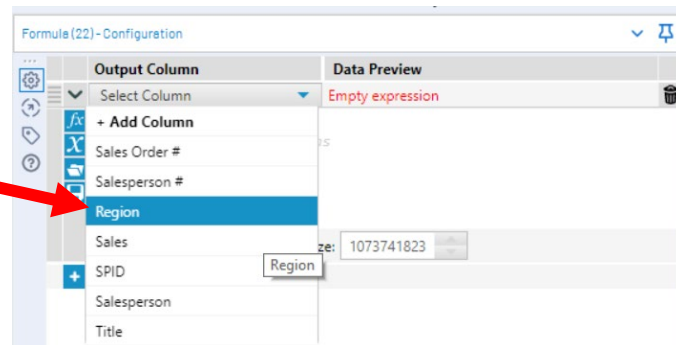 Formula (22) - Configuration
Output Column Data Preview
Select Column Empty expression
fx + Add Column
X Sales Order #
Salesperson #
Region
Sales ze: 1073741823
Region
SPID
Salesperson
Title